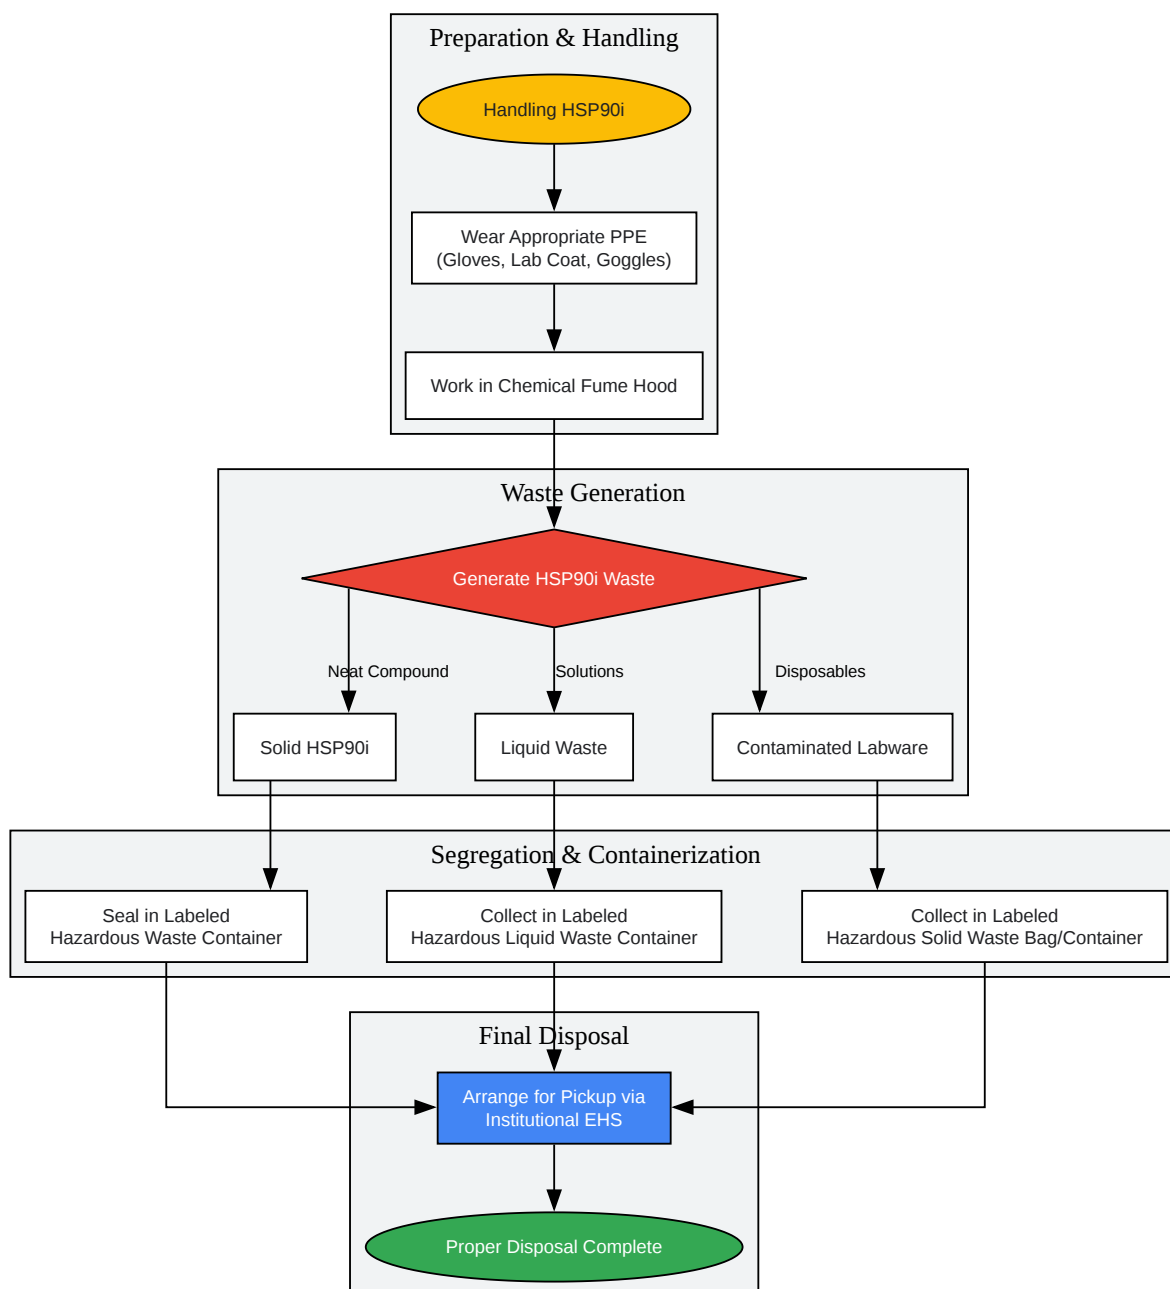 Preparation & Handling
Handling HSP90i
Wear Appropriate PPE
(Gloves, Lab Coat, Goggles)
Work in Chemical Fume Hood
Waste Generation
Generate HSP90i Waste
Neat Compound
Solutions
Disposables
Solid HSP90i
Liquid Waste
Contaminated Labware
Segregation & Containerization
Seal in Labeled
Hazardous Waste Container
Collect in Labeled
Hazardous Liquid Waste Container
Collect in Labeled
Hazardous Solid Waste Bag/Container
Final Disposal
Arrange for Pickup via
Institutional EHS
Proper Disposal Complete